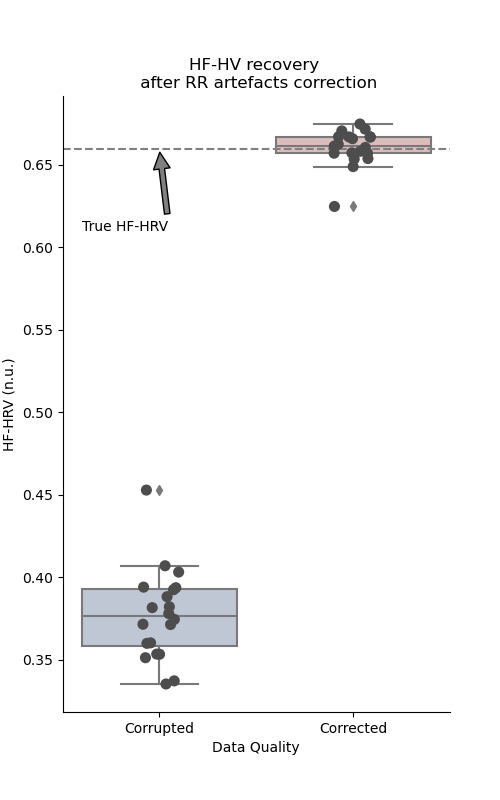 HF-HV recovery
after RR artefacts correction
0.65
True HF-HRV
0.60
0.55
0.50
HF-HRV (n.u.)
0.45
0.40
0.35
Corrupted Corrected
Data Quality